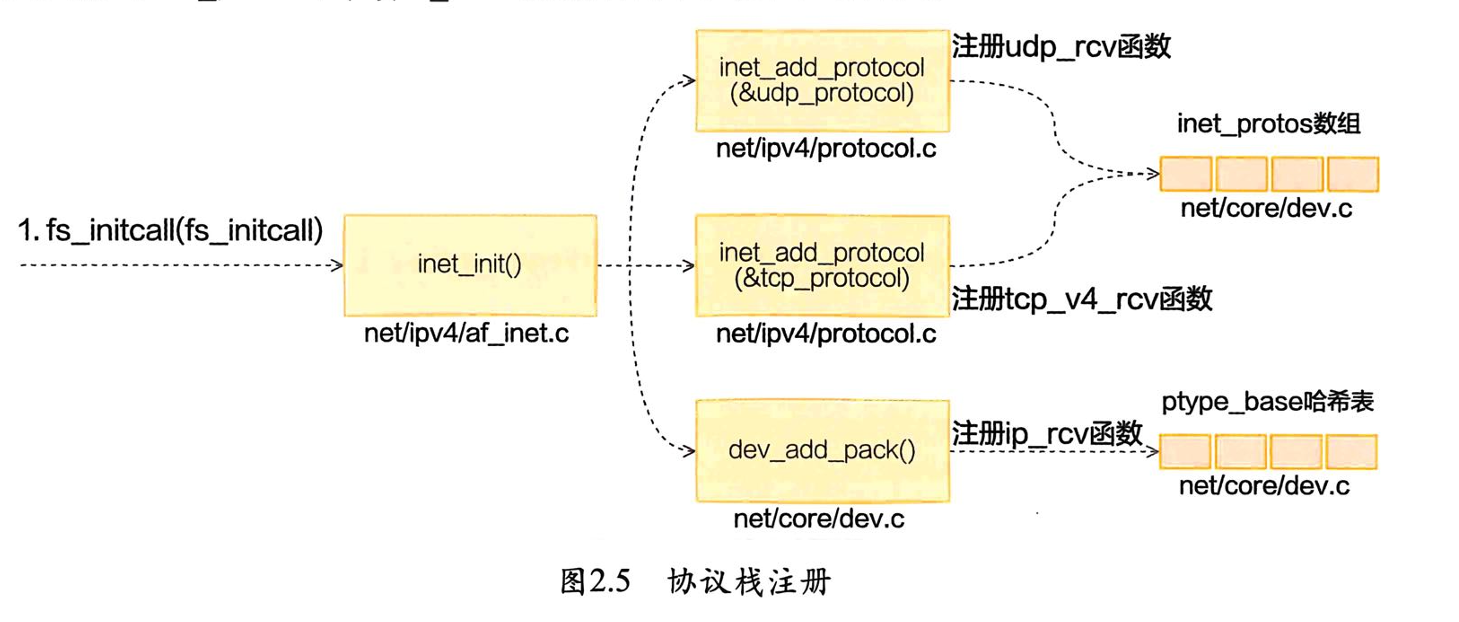 注册udp_rcv函数
inet_add_protocol
(&udp_protocol)
net/ipv4/protocol.c
inet_protos数组
net/core/dev.c
1. fs_initcall(fs_initcall)
inet_init()
net/ipv4/af_inet.c
inet_add_protocol
(&tcp_protocol)
注册tcp_v4_rcv函数
net/ipv4/protocol.c
ptype_base哈希表
注册ip_rcv函数
dev_add_pack()
net/core/dev.c
net/core/dev.c
图2.5 协议栈注册